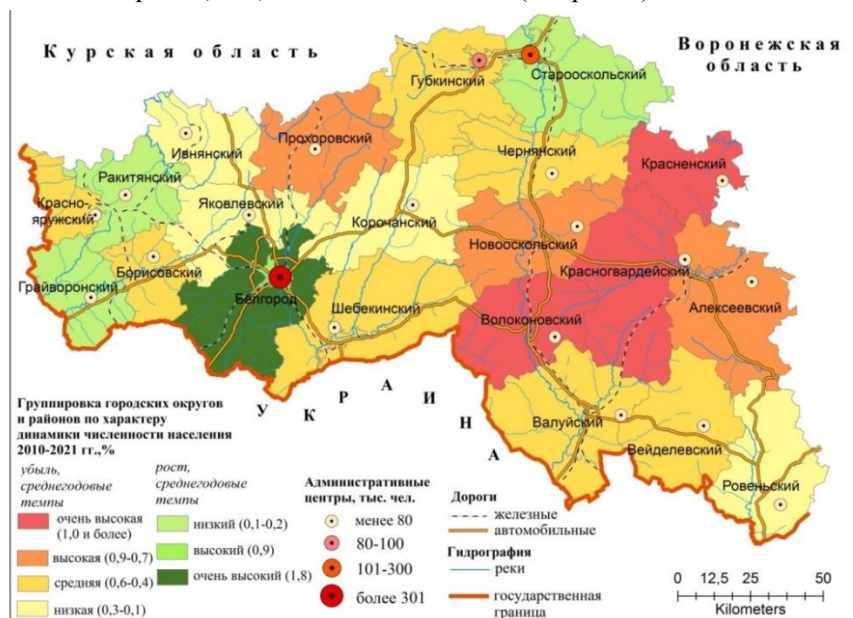 Курская область
Воронежская
область
Губкинский
Старооскольский
Ивнянский
Прохоровский
Чернянский
Красненский
Ракитянский
Красно-
яружский
Яковлевский
Корочанский
Новооскольский
Красногвардейский
Грайворонский
Борисовский
Белгород
Шебекинский
Волоконовский
Алексеевский
УКРАИНА
Валуйский
Вейделевский
Ровеньский
Группировка городских округов
и районов по характеру
динамики численности населения
2010-2021 гг.,%
убыль,
среднегодовые
темпы
очень высокая
(1,0 и более)
высокая (0,9-0,7)
средняя (0,6-0,4)
низкая (0,3-0,1)
рост,
среднегодовые
темпы
низкий (0,1-0,2)
высокий (0,9)
очень высокий (1,8)
Административные
центры, тыс. чел.
менее 80
80-100
101-300
более 301
Дороги
железные
автомобильные
Гидрография
реки
государственная
граница
0 12,5 25 50
Kilometers